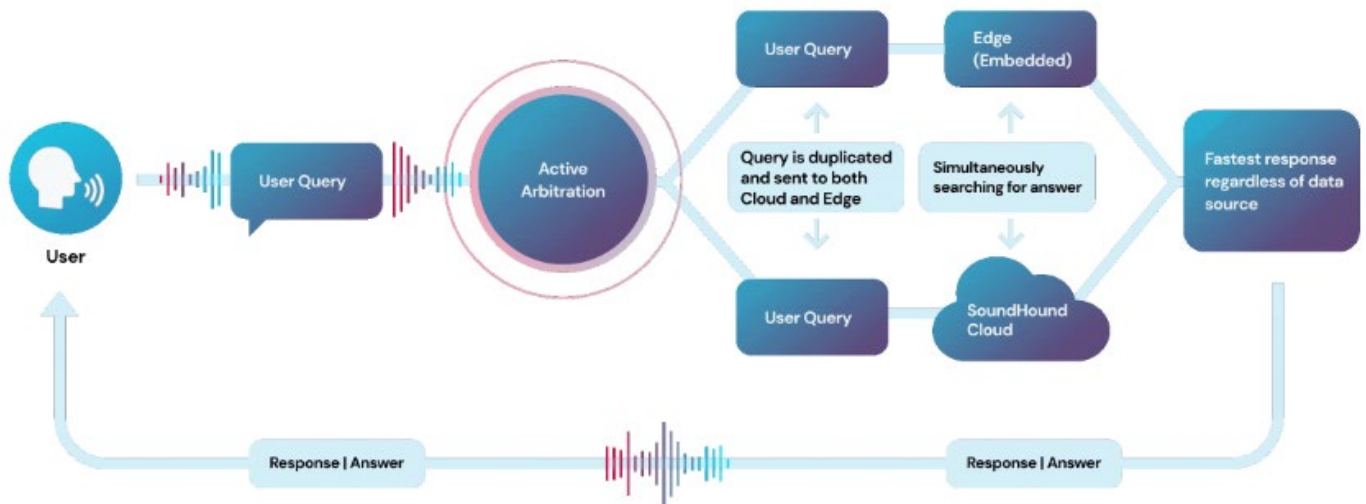 User
User Query
Active
Arbitration
User Query
Edge
(Embedded)
Query is duplicated
and sent to both
Cloud and Edge
Simultaneously
searching for answer
User Query
SoundHound
Cloud
Fastest response
regardless of data
source
Response | Answer
Response | Answer